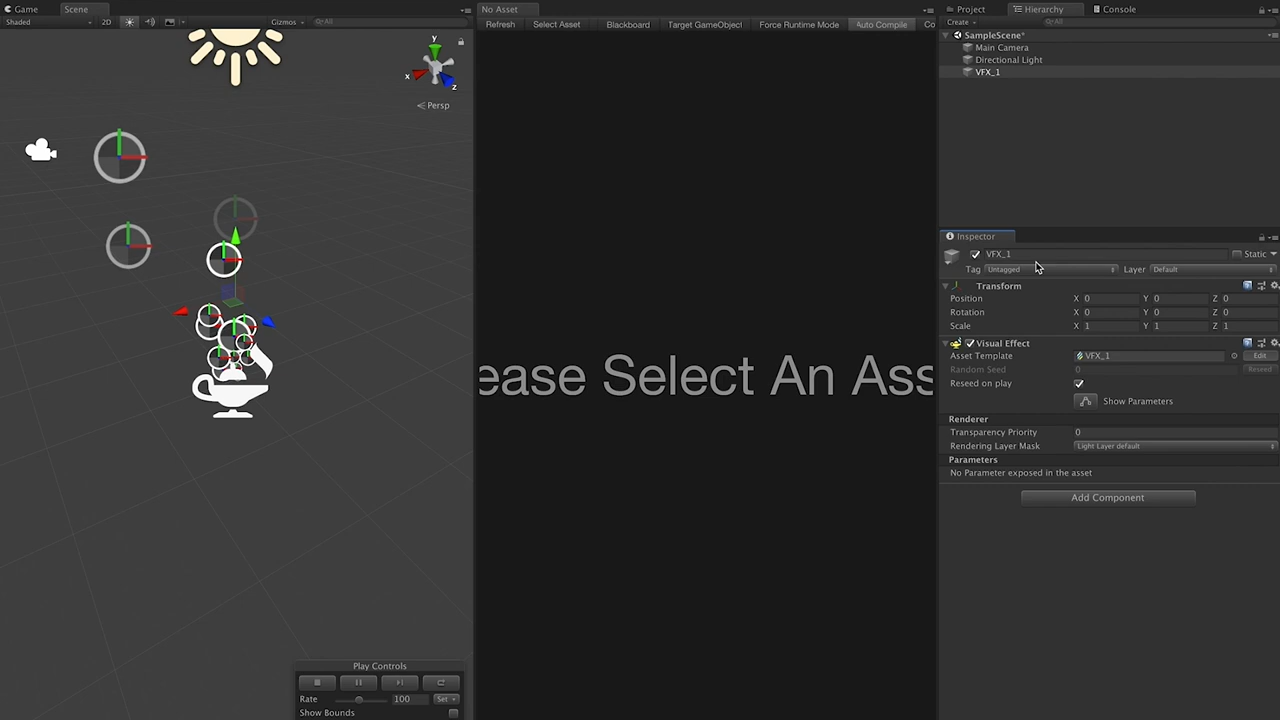 Game
Scene
Shaded
2D
Gizmos
All
y
x
z
Persp
Play Controls
Rate
100
Set
Show Bounds
No Asset
Refresh
Select Asset
Blackboard
Target GameObject
Force Runtime Mode
Auto Compile
Co
ease Select An Ass
Project
Hierarchy
Console
Create
All
SampleScene*
Main Camera
Directional Light
VFX_1
Inspector
VFX_1
Static
Tag
Untagged
Layer
Default
Transform
Position X 0 Y 0 Z 0
Rotation X 0 Y 0 Z 0
Scale X 1 Y 1 Z 1
Visual Effect
Asset Template VFX_1 Edit
Random Seed 0 Reseed
Reseed on play
Show Parameters
Renderer
Transparency Priority 0
Rendering Layer Mask Light Layer default
Parameters
No Parameter exposed in the asset
Add Component